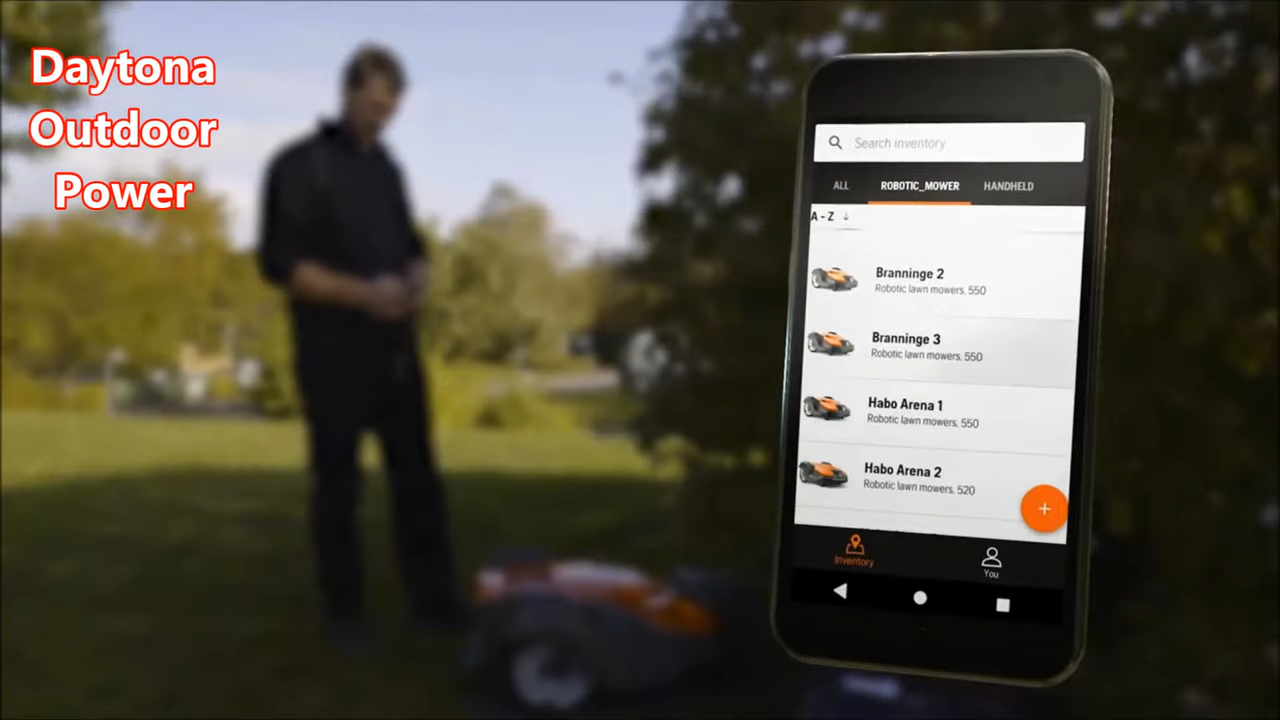 Daytona
Outdoor
Power
Search inventory
ALL ROBOTIC_MOWER HANDHELD
A - Z ↓
Branninge 2
Robotic lawn mowers, 550
Branninge 3
Robotic lawn mowers, 550
Habo Arena 1
Robotic lawn mowers, 550
Habo Arena 2
Robotic lawn mowers, 520
Inventory You